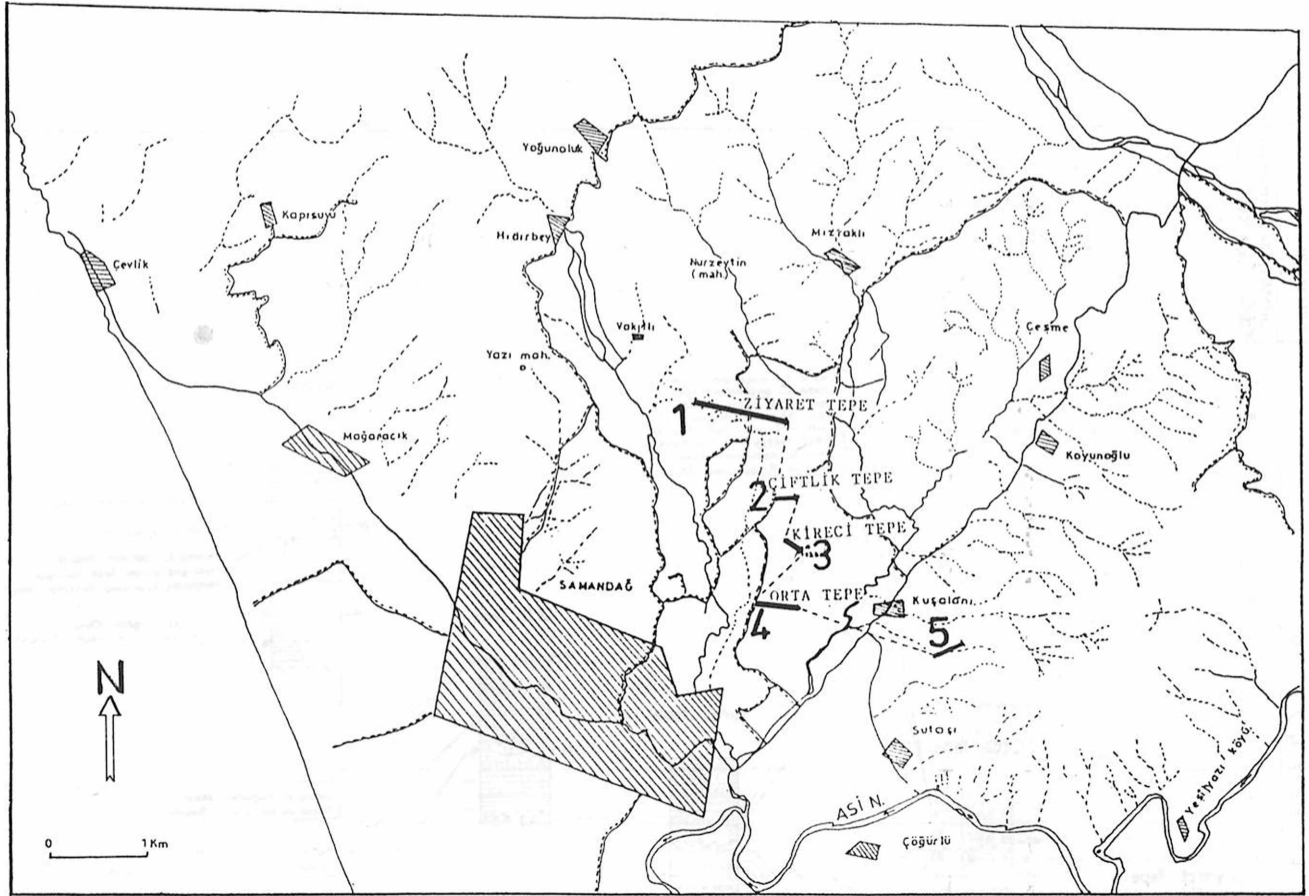 Yoğunoluk
Kapısuyu
Hıdırbey
Mızraklı
Nurzeytin
(mah.)
Çevlik
Vakıflı
Çeşme
Yazı mah.
1
ZİYARET TEPE
Mağaracık
Koyunoğlu
2
ÇİFTLİK TEPE
KİRECİ TEPE
3
SAMANDAĞ
ORTA TEPE
Kuşalanı
4
5
N
Sutaşı
Yeşilyazı köyü
ASİ N.
0 1 Km
Çöğürlü